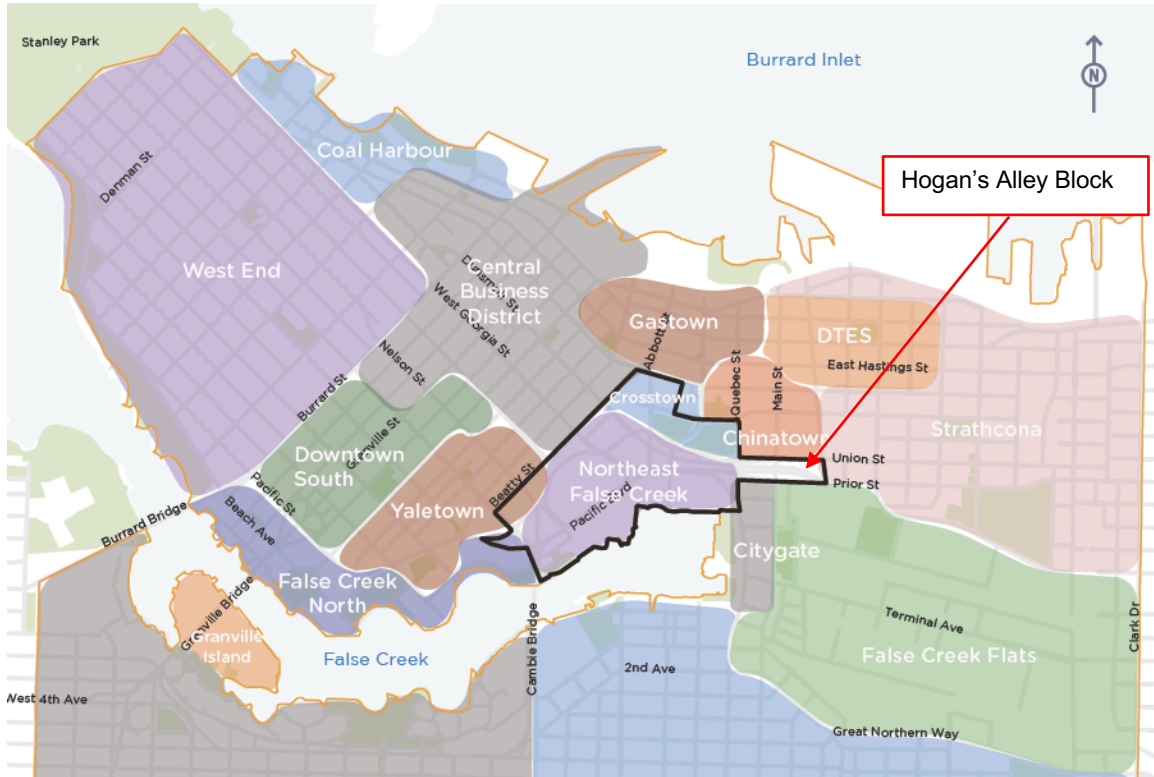 Stanley Park
Burrard Inlet
N
Coal Harbour
Denman St
Hogan's Alley Block
West End
Central
Business
District
Dunsmuir St
West Georgia St
Gastown
Abbott St
DTES
Quebec St
Main St
East Hastings St
Nelson St
Burrard St
Crosstown
Chinatown
Strathcona
Granville St
Downtown
South
Union St
Prior St
Northeast
False Creek
Beatty St
Pacific Blvd
Yaletown
Pacific St
Beach Ave
Burrard Bridge
Citygate
False Creek
North
Granville Bridge
Granville
Island
False Creek
Cambie Bridge
Terminal Ave
Clark Dr
False Creek Flats
2nd Ave
West 4th Ave
Great Northern Way